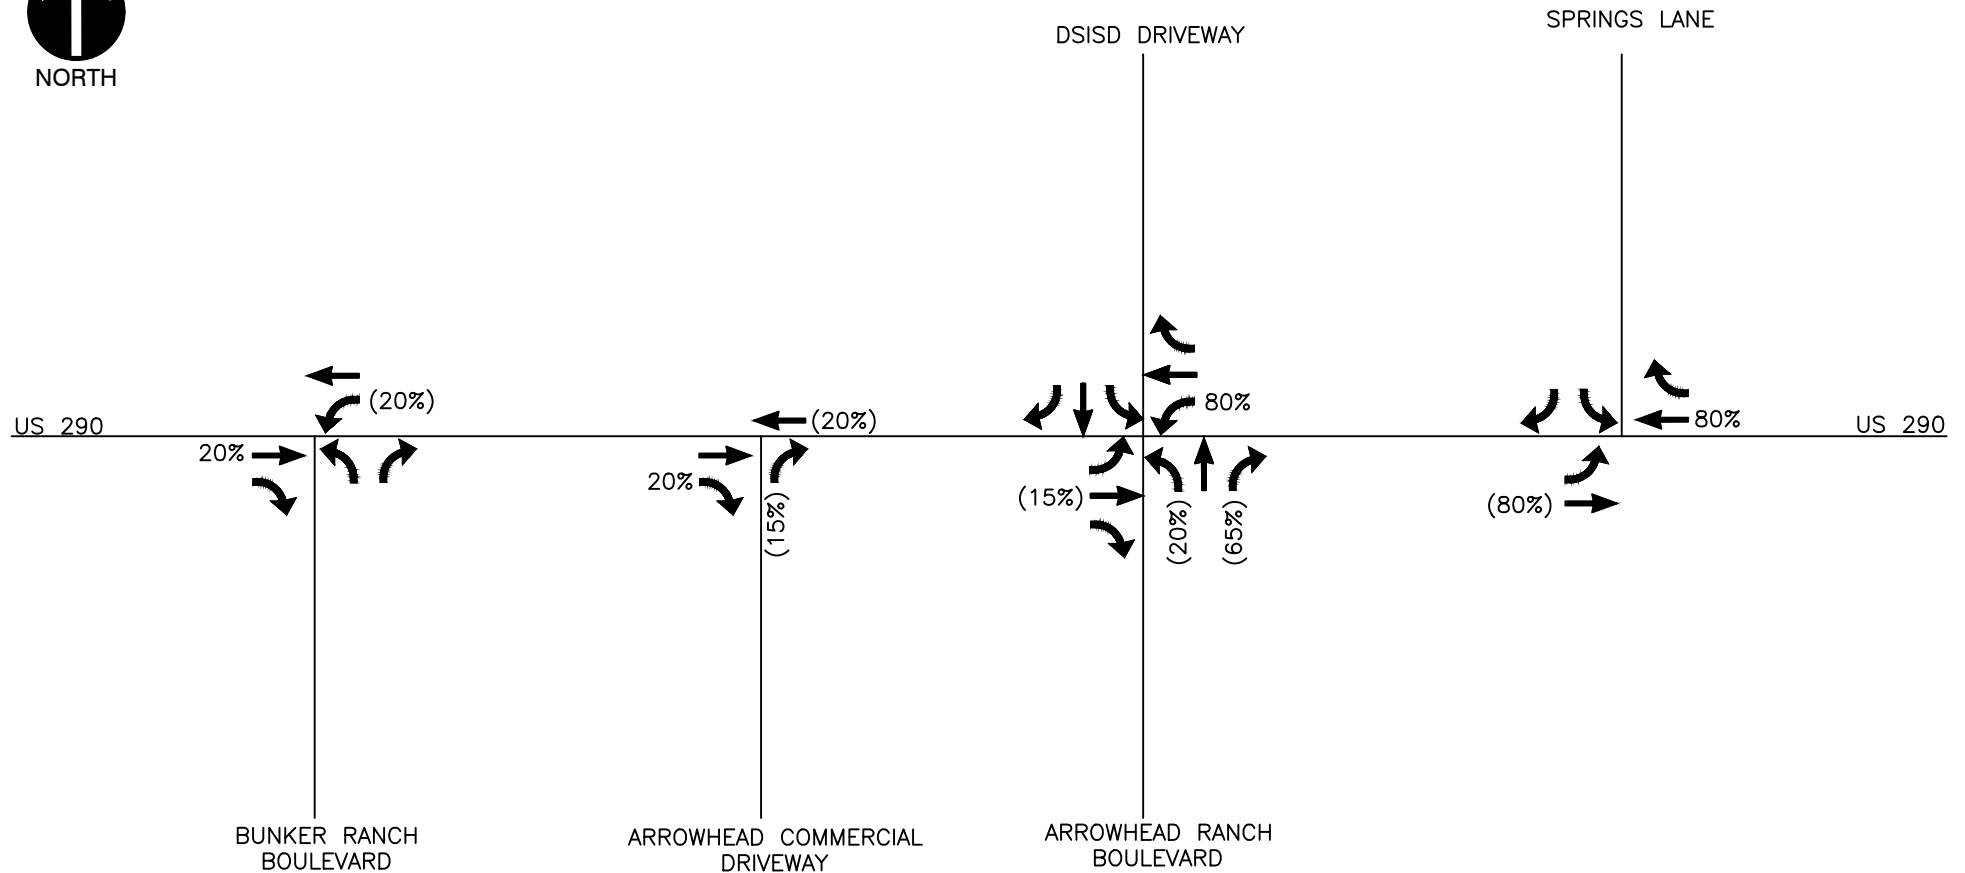 NORTH
DSISD DRIVEWAY
SPRINGS LANE
US 290
20%
(20%)
20%
(15%)
(20%)
(15%)
80%
(20%)
(65%)
(80%)
80%
US 290
BUNKER RANCH
BOULEVARD
ARROWHEAD COMMERCIAL
DRIVEWAY
ARROWHEAD RANCH
BOULEVARD